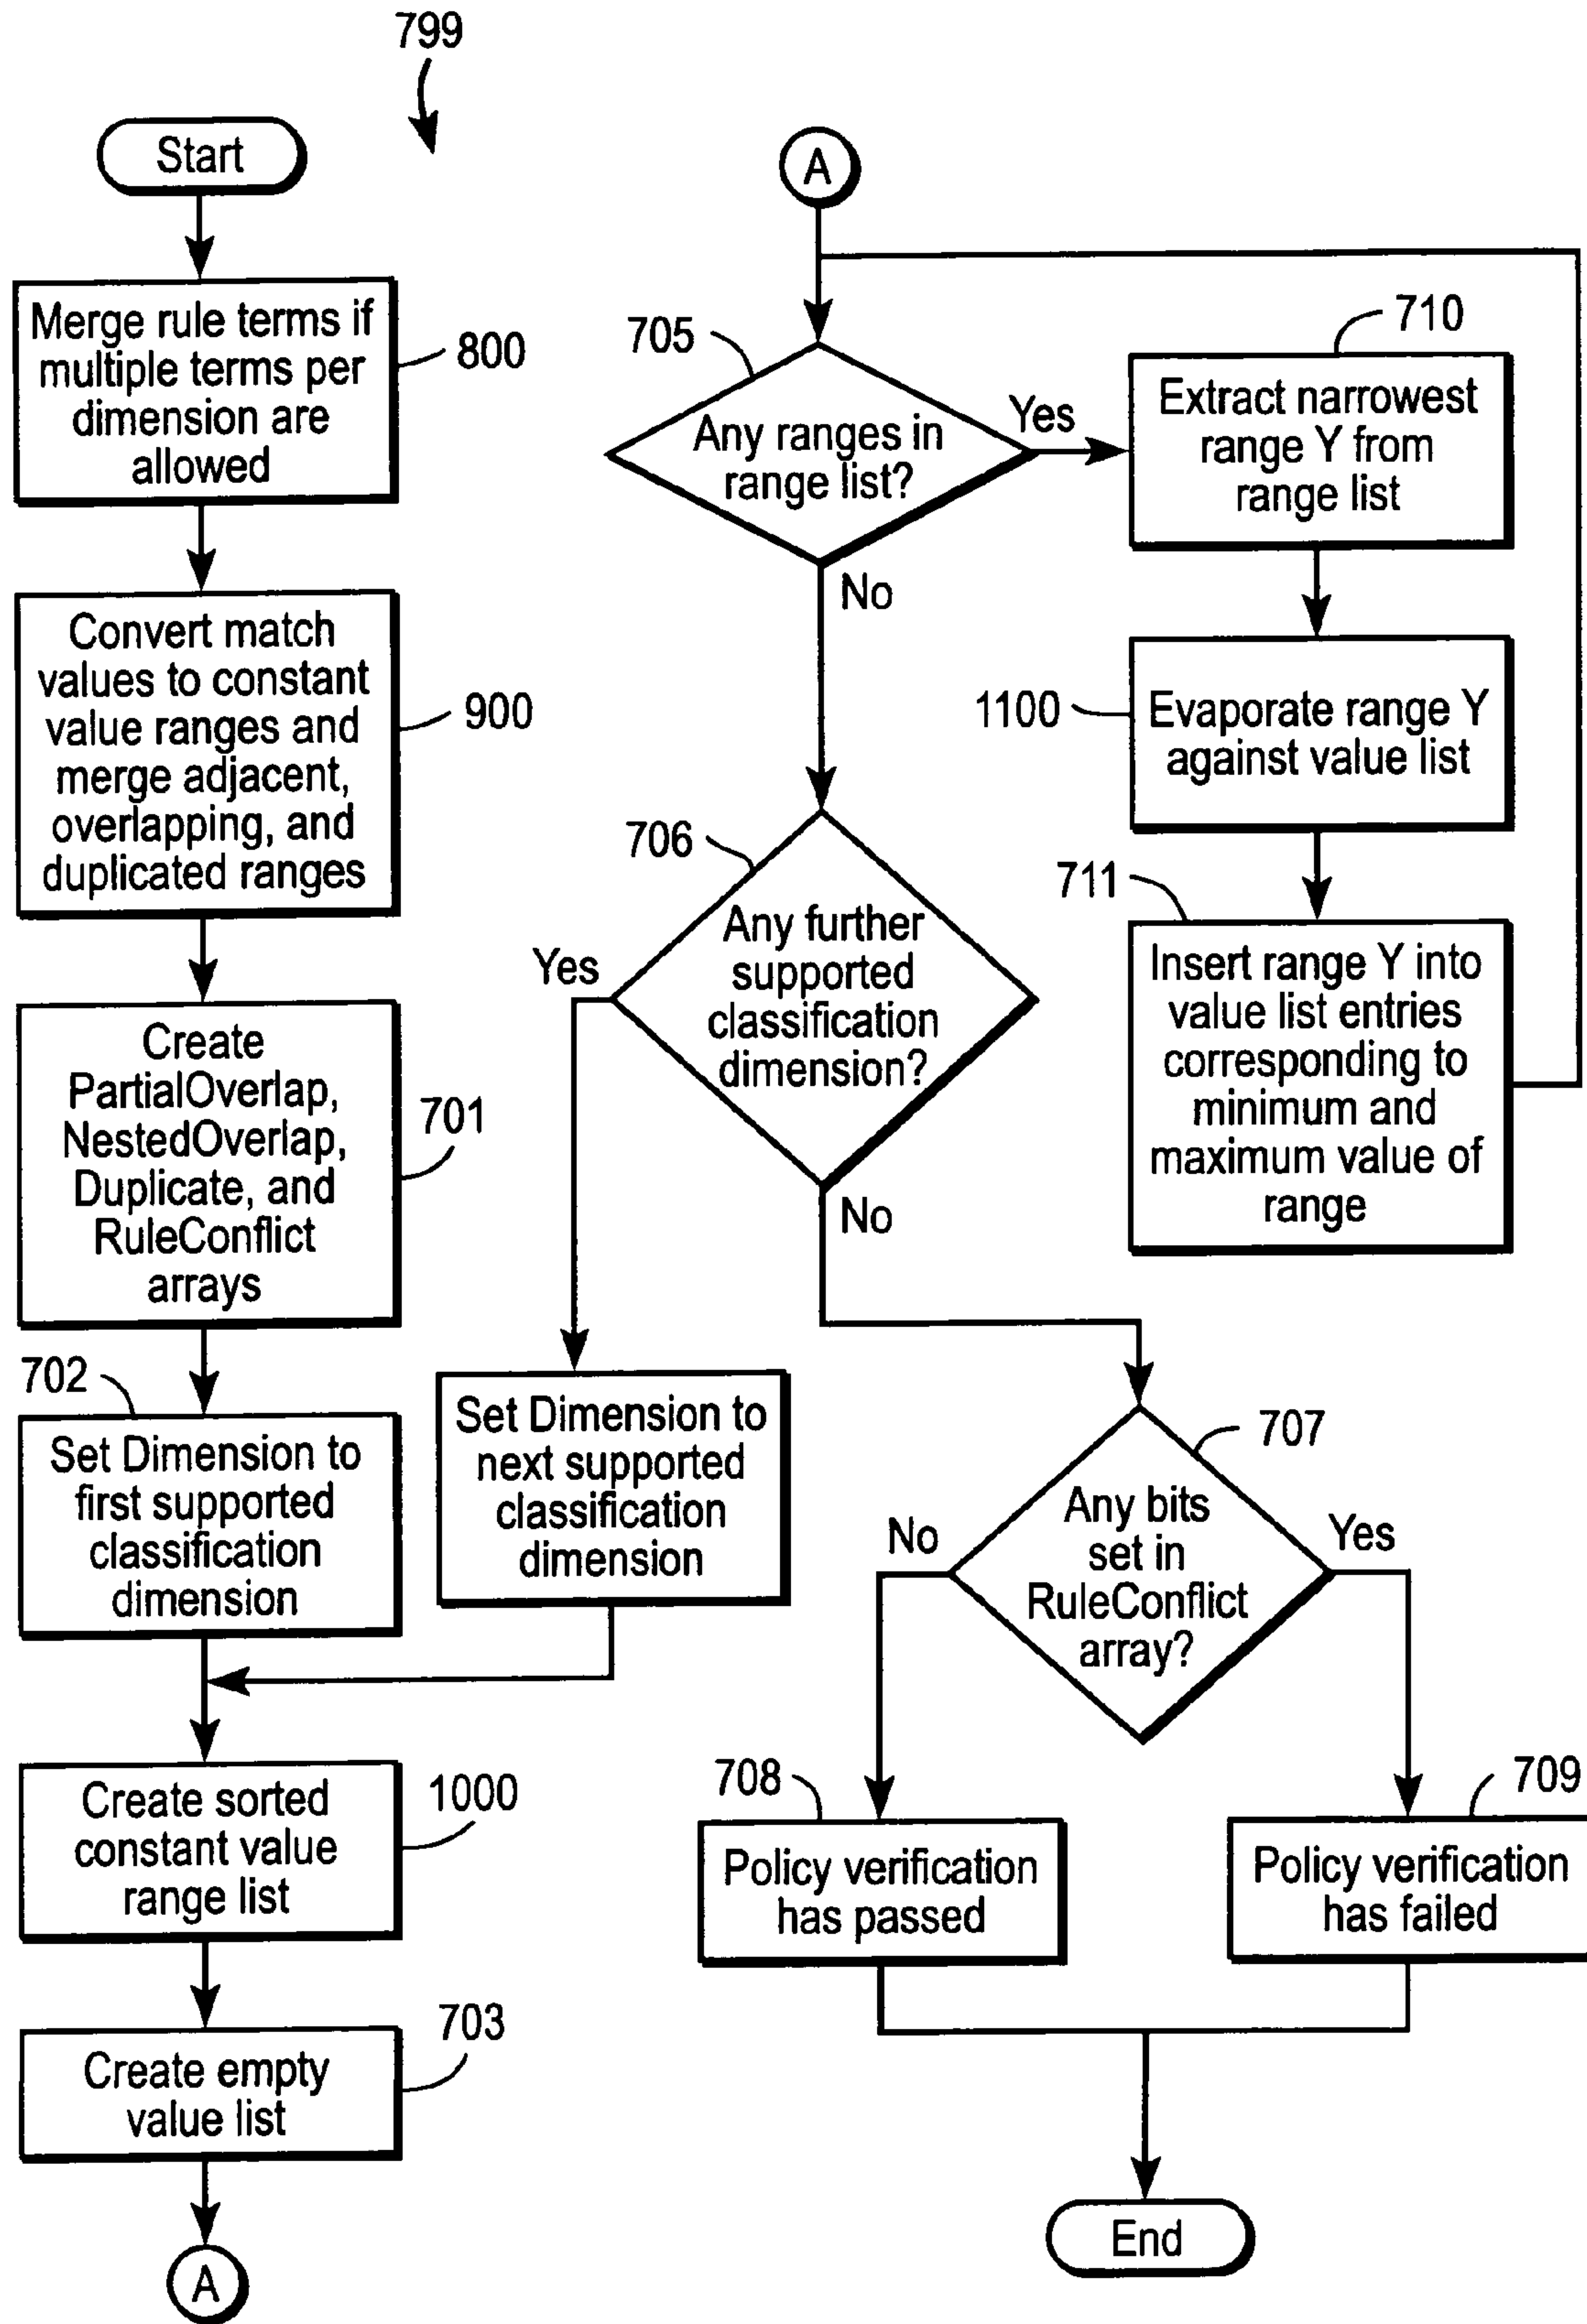 799
Start
Merge rule terms if
multiple terms per
dimension are
allowed
800
Convert match
values to constant
value ranges and
merge adjacent,
overlapping, and
duplicated ranges
900
Create
PartialOverlap,
NestedOverlap,
Duplicate, and
RuleConflict
arrays
701
702
Set Dimension to
first supported
classification
dimension
Set Dimension to
next supported
classification
dimension
Create sorted
constant value
range list
1000
Create empty
value list
703
A
A
705
Any ranges in
range list?
Yes
No
710
Extract narrowest
range Y from
range list
1100
Evaporate range Y
against value list
711
Insert range Y into
value list entries
corresponding to
minimum and
maximum value of
range
706
Any further
supported
classification
dimension?
Yes
No
707
Any bits
set in
RuleConflict
array?
No
Yes
708
Policy verification
has passed
709
Policy verification
has failed
End